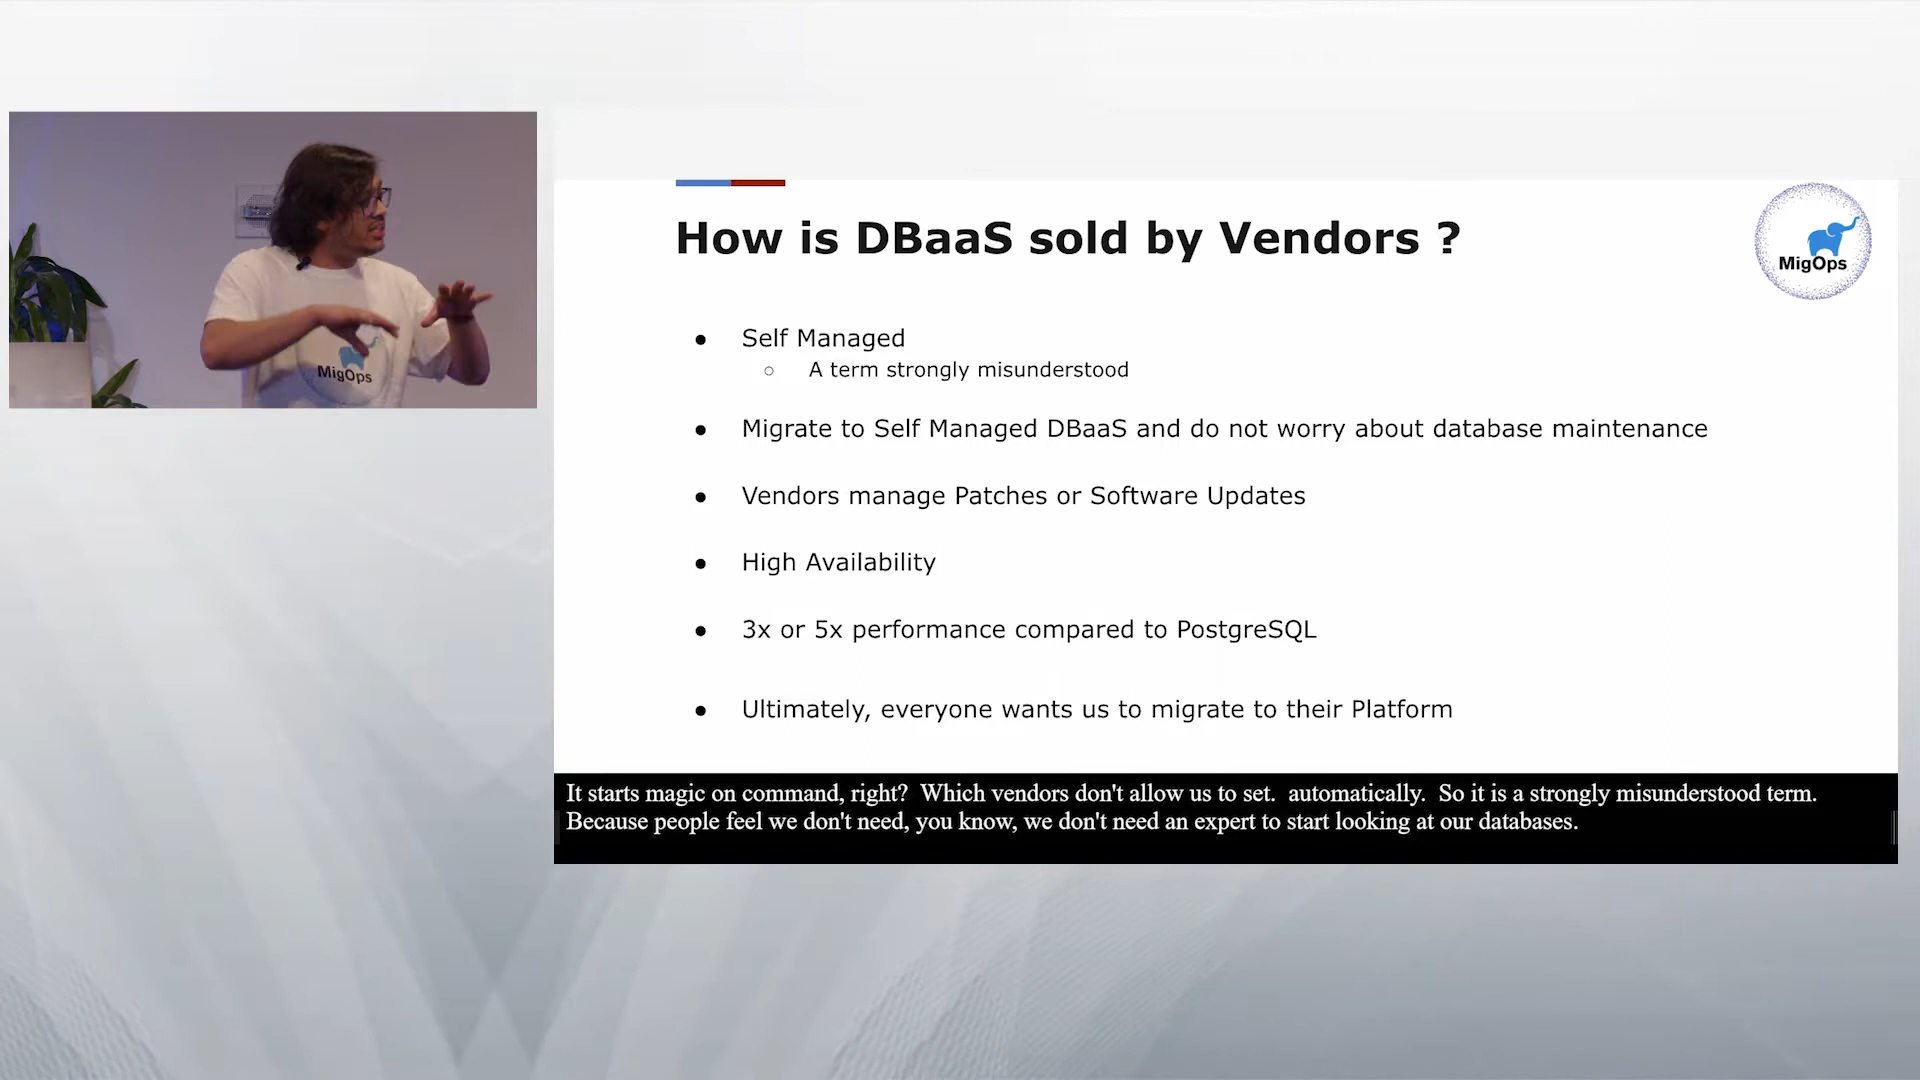 MigOps
How is DBaaS sold by Vendors ?
MigOps
● Self Managed
○ A term strongly misunderstood
● Migrate to Self Managed DBaaS and do not worry about database maintenance
● Vendors manage Patches or Software Updates
● High Availability
● 3x or 5x performance compared to PostgreSQL
● Ultimately, everyone wants us to migrate to their Platform
It starts magic on command, right?  Which vendors don't allow us to set.  automatically.  So it is a strongly misunderstood term.
Because people feel we don't need, you know, we don't need an expert to start looking at our databases.